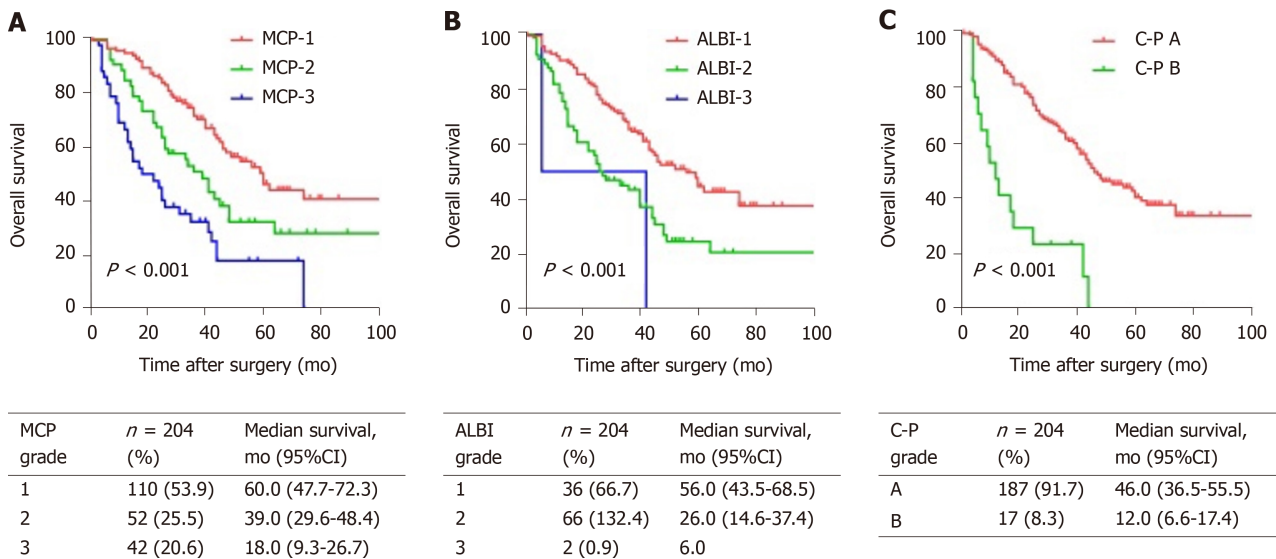 A
100
80
60
40
20
0
Overall survival
MCP-1
MCP-2
MCP-3
P < 0.001
0 20 40 60 80 100
Time after surgery (mo)
B
100
80
60
40
20
0
Overall survival
ALBI-1
ALBI-2
ALBI-3
P < 0.001
0 20 40 60 80 100
Time after surgery (mo)
C
100
80
60
40
20
0
Overall survival
C-P A
C-P B
P < 0.001
0 20 40 60 80 100
Time after surgery (mo)
MCP n = 204 Median survival,
grade (%) mo (95%CI)
1 110 (53.9) 60.0 (47.7-72.3)
2 52 (25.5) 39.0 (29.6-48.4)
3 42 (20.6) 18.0 (9.3-26.7)
ALBI n = 204 Median survival,
grade (%) mo (95%CI)
1 36 (66.7) 56.0 (43.5-68.5)
2 66 (132.4) 26.0 (14.6-37.4)
3 2 (0.9) 6.0
C-P n = 204 Median survival,
grade (%) mo (95%CI)
A 187 (91.7) 46.0 (36.5-55.5)
B 17 (8.3) 12.0 (6.6-17.4)